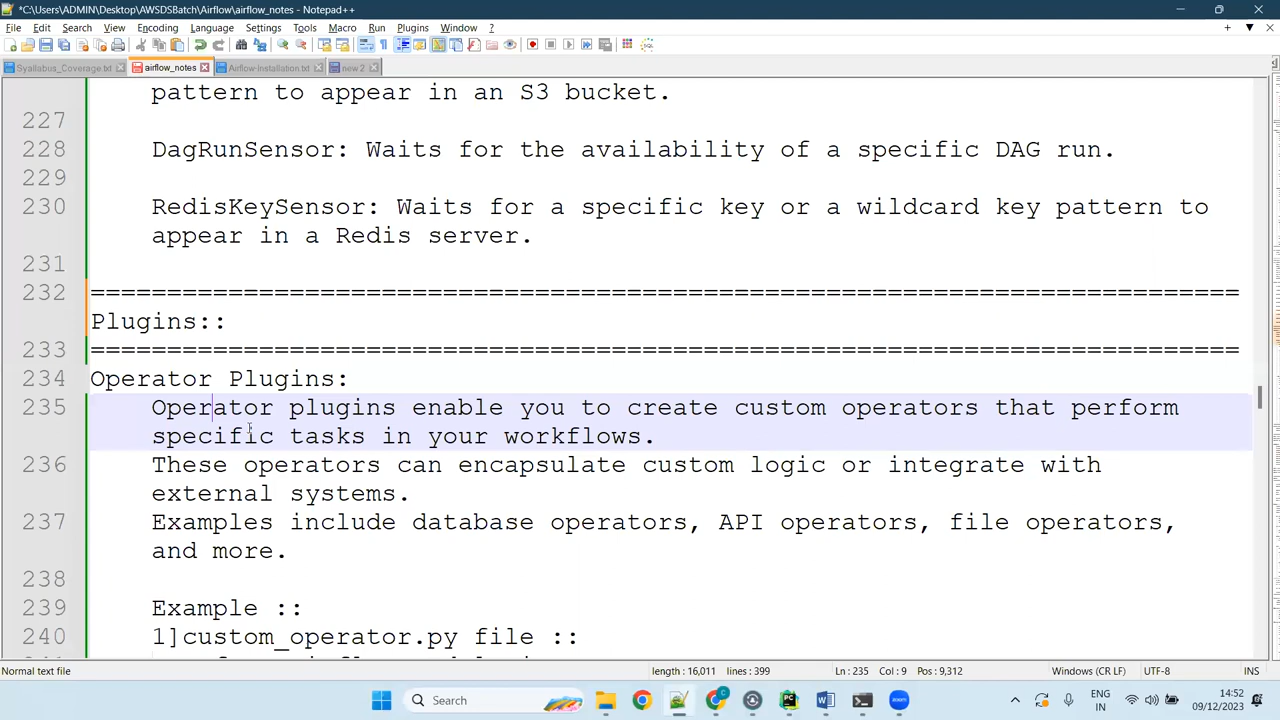 *C:\Users\ADMIN\Desktop\AWSDSBatch\Airflow\airflow_notes - Notepad++
File Edit Search View Encoding Language Settings Tools Macro Run Plugins Window ?
+ ▼ ×
Syallabus_Coverage.txt airflow_notes Airflow-Installation.txt new 2
pattern to appear in an S3 bucket.
227
228 DagRunSensor: Waits for the availability of a specific DAG run.
229
230 RedisKeySensor: Waits for a specific key or a wildcard key pattern to
appear in a Redis server.
231
232 ===========================================================================
Plugins::
233 ===========================================================================
234 Operator Plugins:
235 Operator plugins enable you to create custom operators that perform
specific tasks in your workflows.
236 These operators can encapsulate custom logic or integrate with
external systems.
237 Examples include database operators, API operators, file operators,
and more.
238
239 Example ::
240 1]custom_operator.py file ::
Normal text file length : 16,011 lines : 399 Ln : 235 Col : 9 Pos : 9,312 Windows (CR LF) UTF-8 INS
Search ENG IN 14:52 09/12/2023